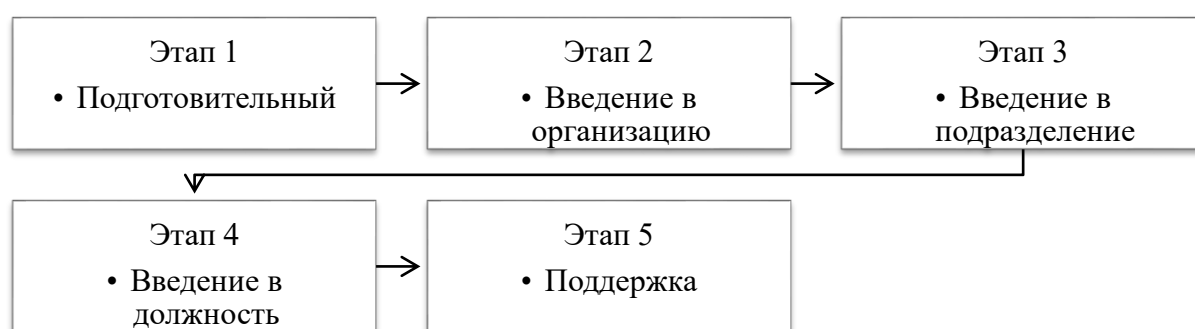 Этап 1
• Подготовительный
Этап 2
• Введение в
организацию
Этап 3
• Введение в
подразделение
Этап 4
• Введение в
должность
Этап 5
• Поддержка